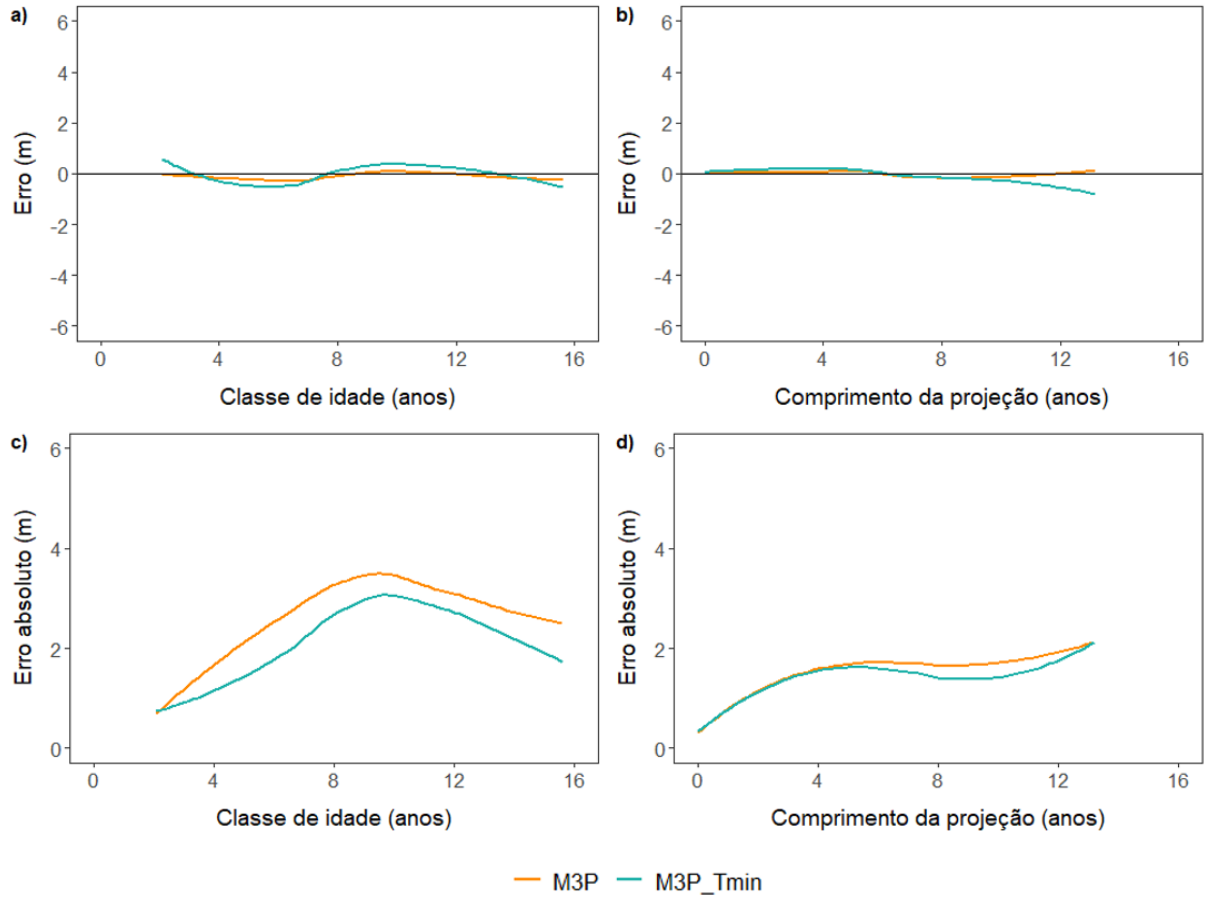 a)
6
4
2
0
-2
-4
-6
Erro (m)
0 4 8 12 16
Classe de idade (anos)
b)
6
4
2
0
-2
-4
-6
Erro (m)
0 4 8 12 16
Comprimento da projeção (anos)
c)
6
4
2
0
Erro absoluto (m)
0 4 8 12 16
Classe de idade (anos)
d)
6
4
2
0
Erro absoluto (m)
0 4 8 12 16
Comprimento da projeção (anos)
M3P M3P_Tmin